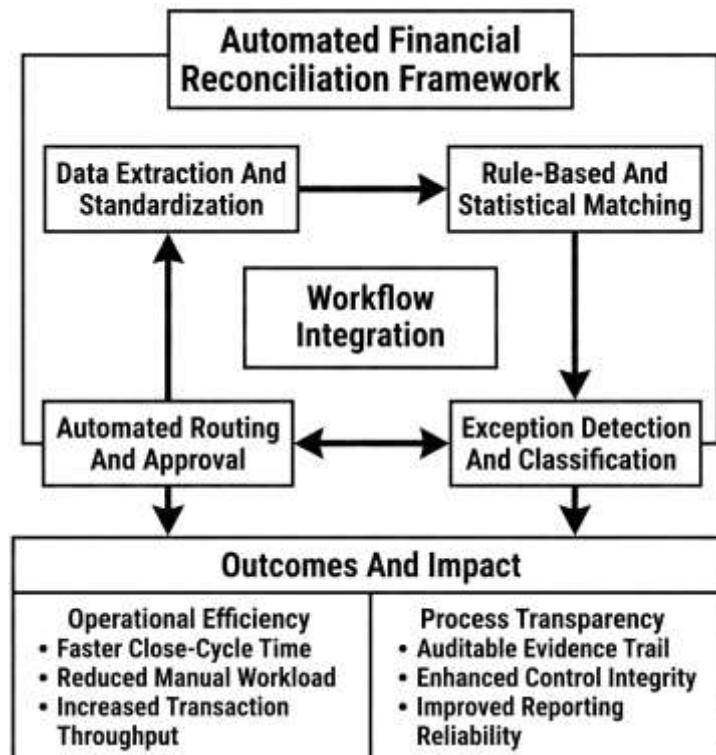 Automated Financial
Reconciliation Framework
Data Extraction And
Standardization
Rule-Based And
Statistical Matching
Workflow
Integration
Automated Routing
And Approval
Exception Detection
And Classification
Outcomes And Impact
Operational Efficiency
• Faster Close-Cycle Time
• Reduced Manual Workload
• Increased Transaction
Throughput
Process Transparency
• Auditable Evidence Trail
• Enhanced Control Integrity
• Improved Reporting
Reliability